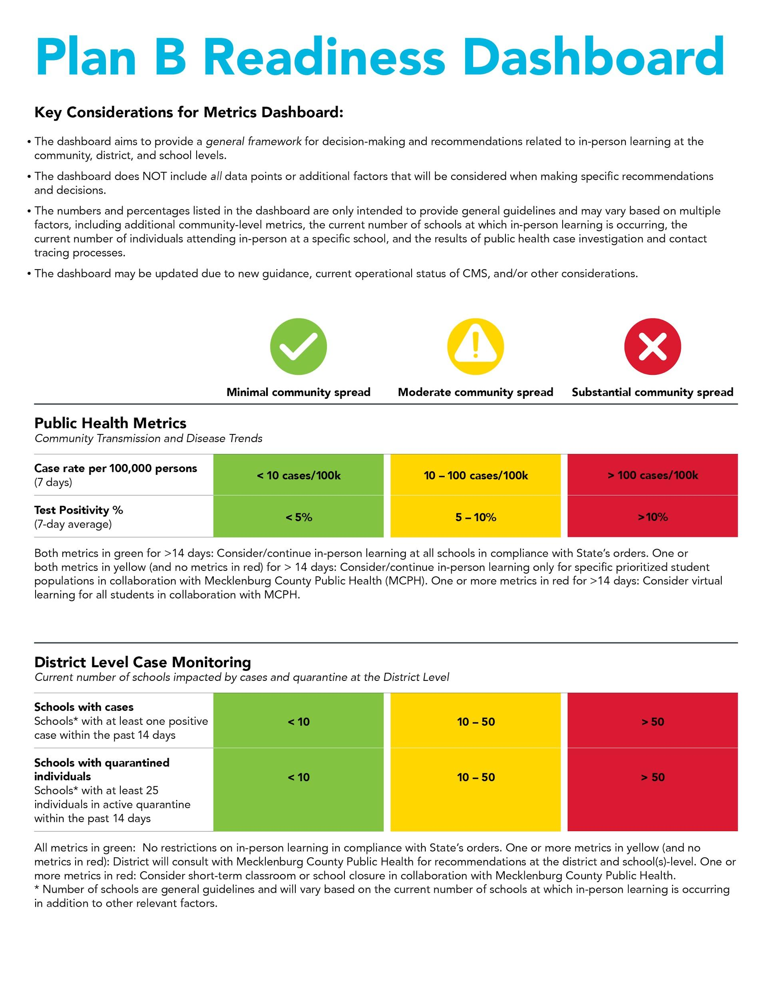 Plan B Readiness Dashboard
Key Considerations for Metrics Dashboard:
• The dashboard aims to provide a general framework for decision-making and recommendations related to in-person learning at the
community, district, and school levels.
• The dashboard does NOT include all data points or additional factors that will be considered when making specific recommendations
and decisions.
• The numbers and percentages listed in the dashboard are only intended to provide general guidelines and may vary based on multiple
factors, including additional community-level metrics, the current number of schools at which in-person learning is occurring, the
current number of individuals attending in-person at a specific school, and the results of public health case investigation and contact
tracing processes.
• The dashboard may be updated due to new guidance, current operational status of CMS, and/or other considerations.
Minimal community spread
Moderate community spread
Substantial community spread
Public Health Metrics
Community Transmission and Disease Trends
Case rate per 100,000 persons
(7 days)
< 10 cases/100k
10 – 100 cases/100k
> 100 cases/100k
Test Positivity %
(7-day average)
< 5%
5 – 10%
>10%
Both metrics in green for >14 days: Consider/continue in-person learning at all schools in compliance with State’s orders. One or
both metrics in yellow (and no metrics in red) for > 14 days: Consider/continue in-person learning only for specific prioritized student
populations in collaboration with Mecklenburg County Public Health (MCPH). One or more metrics in red for >14 days: Consider virtual
learning for all students in collaboration with MCPH.
District Level Case Monitoring
Current number of schools impacted by cases and quarantine at the District Level
Schools with cases
Schools* with at least one positive
case within the past 14 days
< 10
10 – 50
> 50
Schools with quarantined
individuals
Schools* with at least 25
individuals in active quarantine
within the past 14 days
< 10
10 – 50
> 50
All metrics in green:  No restrictions on in-person learning in compliance with State’s orders. One or more metrics in yellow (and no
metrics in red): District will consult with Mecklenburg County Public Health for recommendations at the district and school(s)-level. One or
more metrics in red: Consider short-term classroom or school closure in collaboration with Mecklenburg County Public Health.
* Number of schools are general guidelines and will vary based on the current number of schools at which in-person learning is occurring
in addition to other relevant factors.